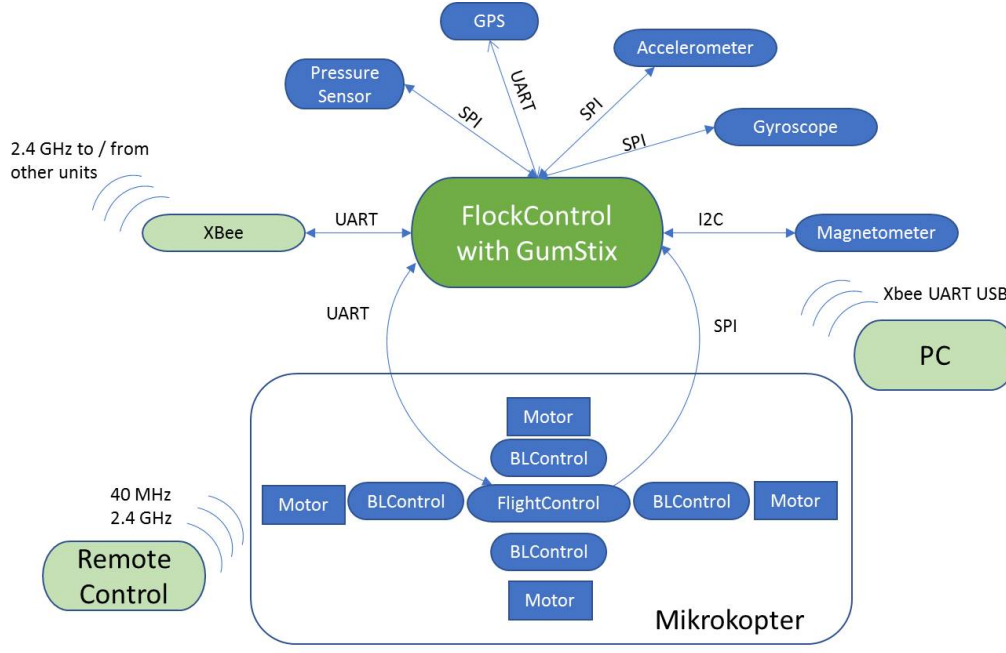 GPS
Accelerometer
Pressure
Sensor
UART
SPI
SPI
Gyroscope
SPI
2.4 GHz to / from
other units
FlockControl
with GumStix
XBee
UART
I2C
Magnetometer
Xbee UART USB
UART
SPI
PC
Motor
BLControl
Motor
BLControl
FlightControl
BLControl
Motor
40 MHz
2.4 GHz
BLControl
Remote
Control
Motor
Mikrokopter